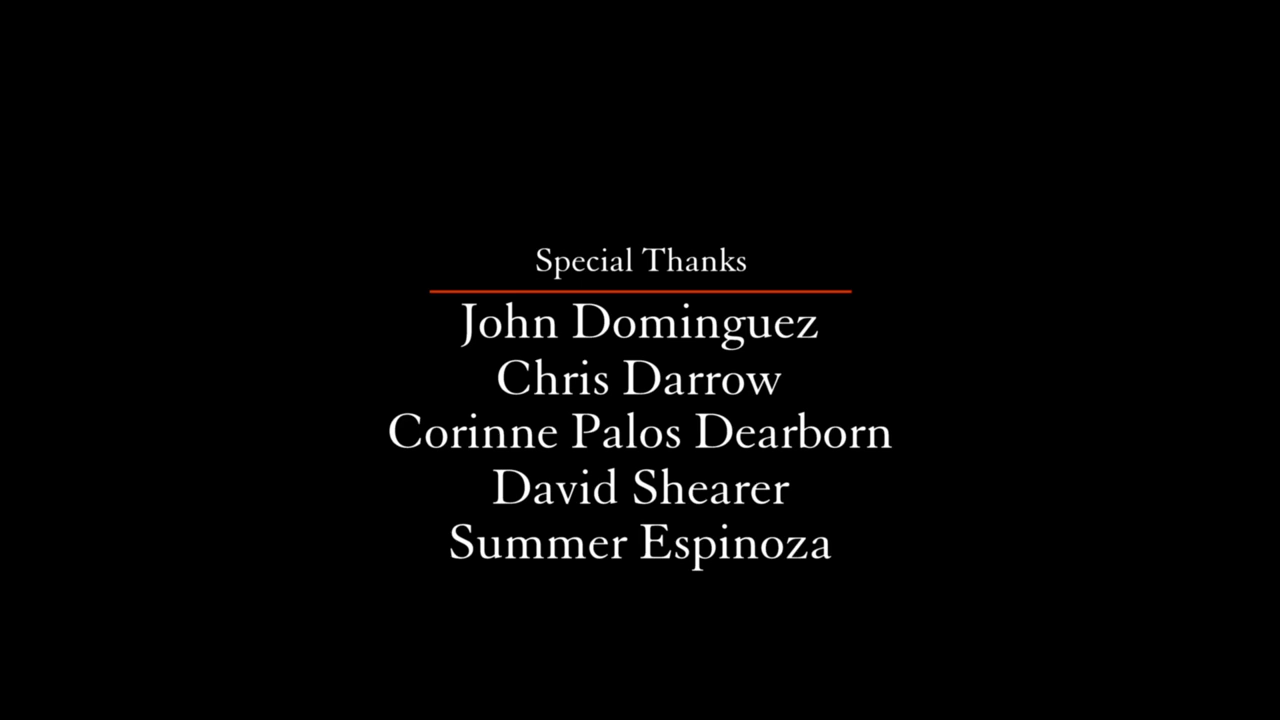 Special Thanks
John Dominguez
Chris Darrow
Corinne Palos Dearborn
David Shearer
Summer Espinoza